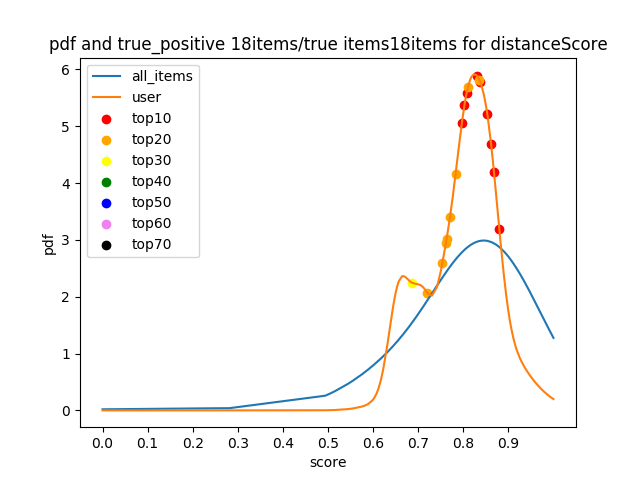 pdf and true_positive 18items/true items18items for distanceScore
all_items
user
top10
top20
top30
top40
top50
top60
top70
pdf
6
5
4
3
2
1
0
0.0 0.1 0.2 0.3 0.4 0.5 0.6 0.7 0.8 0.9
score